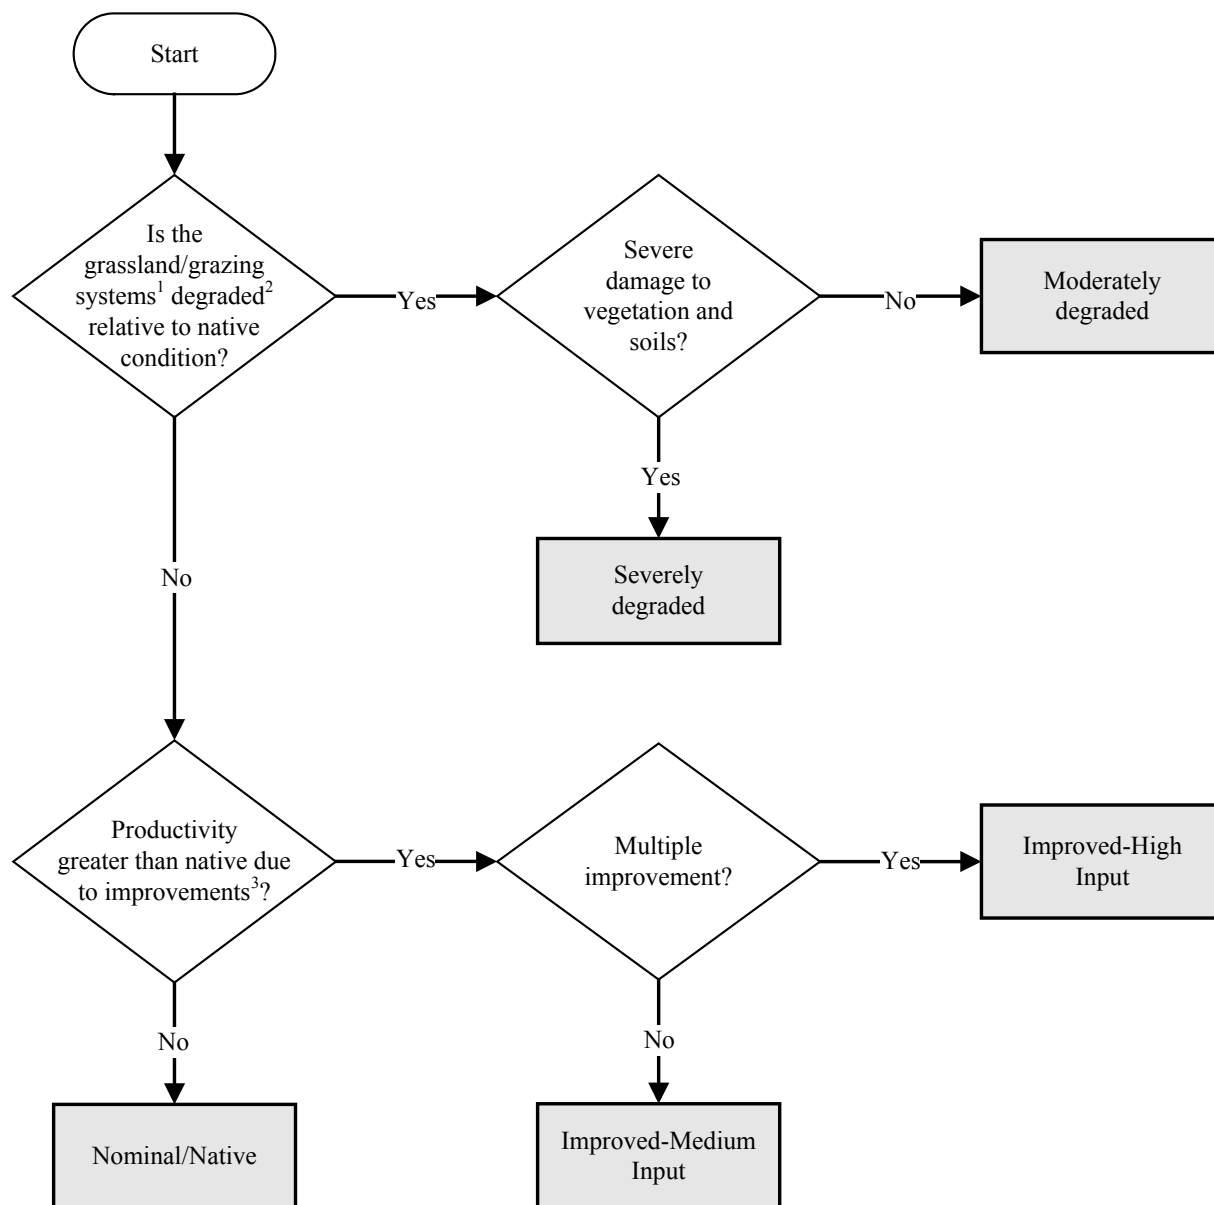 Start
Is the
grassland/grazing
systems¹ degraded²
relative to native
condition?
Yes
Severe
damage to
vegetation and
soils?
No
Moderately
degraded
Yes
Severely
degraded
No
Productivity
greater than native due
to improvements³?
Yes
Multiple
improvement?
Yes
Improved-High
Input
No
Nominal/Native
No
Improved-Medium
Input